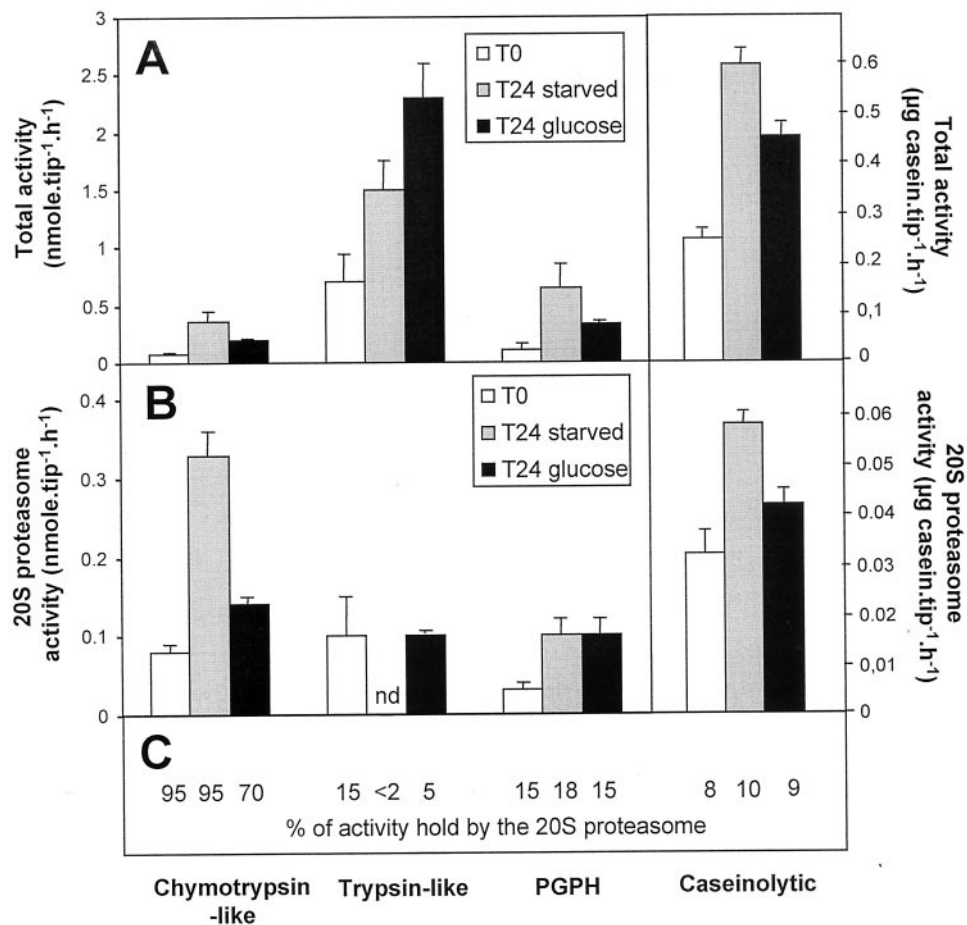 A
T0
T24 starved
T24 glucose
Total activity
(nmole.tip-1.h-1)
3
2.5
2
1.5
1
0.5
0
0.6
0.5
0.4
0.3
0.2
0,1
0
Total activity
(µg casein.tip-1.h-1)
B
T0
T24 starved
T24 glucose
20S proteasome
activity (nmole.tip-1.h-1)
0.4
0.3
0.2
0.1
0
nd
0.06
0.05
0.04
0.03
0.02
0,01
0
20S proteasome
activity (µg casein.tip-1.h-1)
C
95 95 70 15 <2 5 15 18 15 8 10 9
% of activity hold by the 20S proteasome
Chymotrypsin
-like
Trypsin-like
PGPH
Caseinolytic